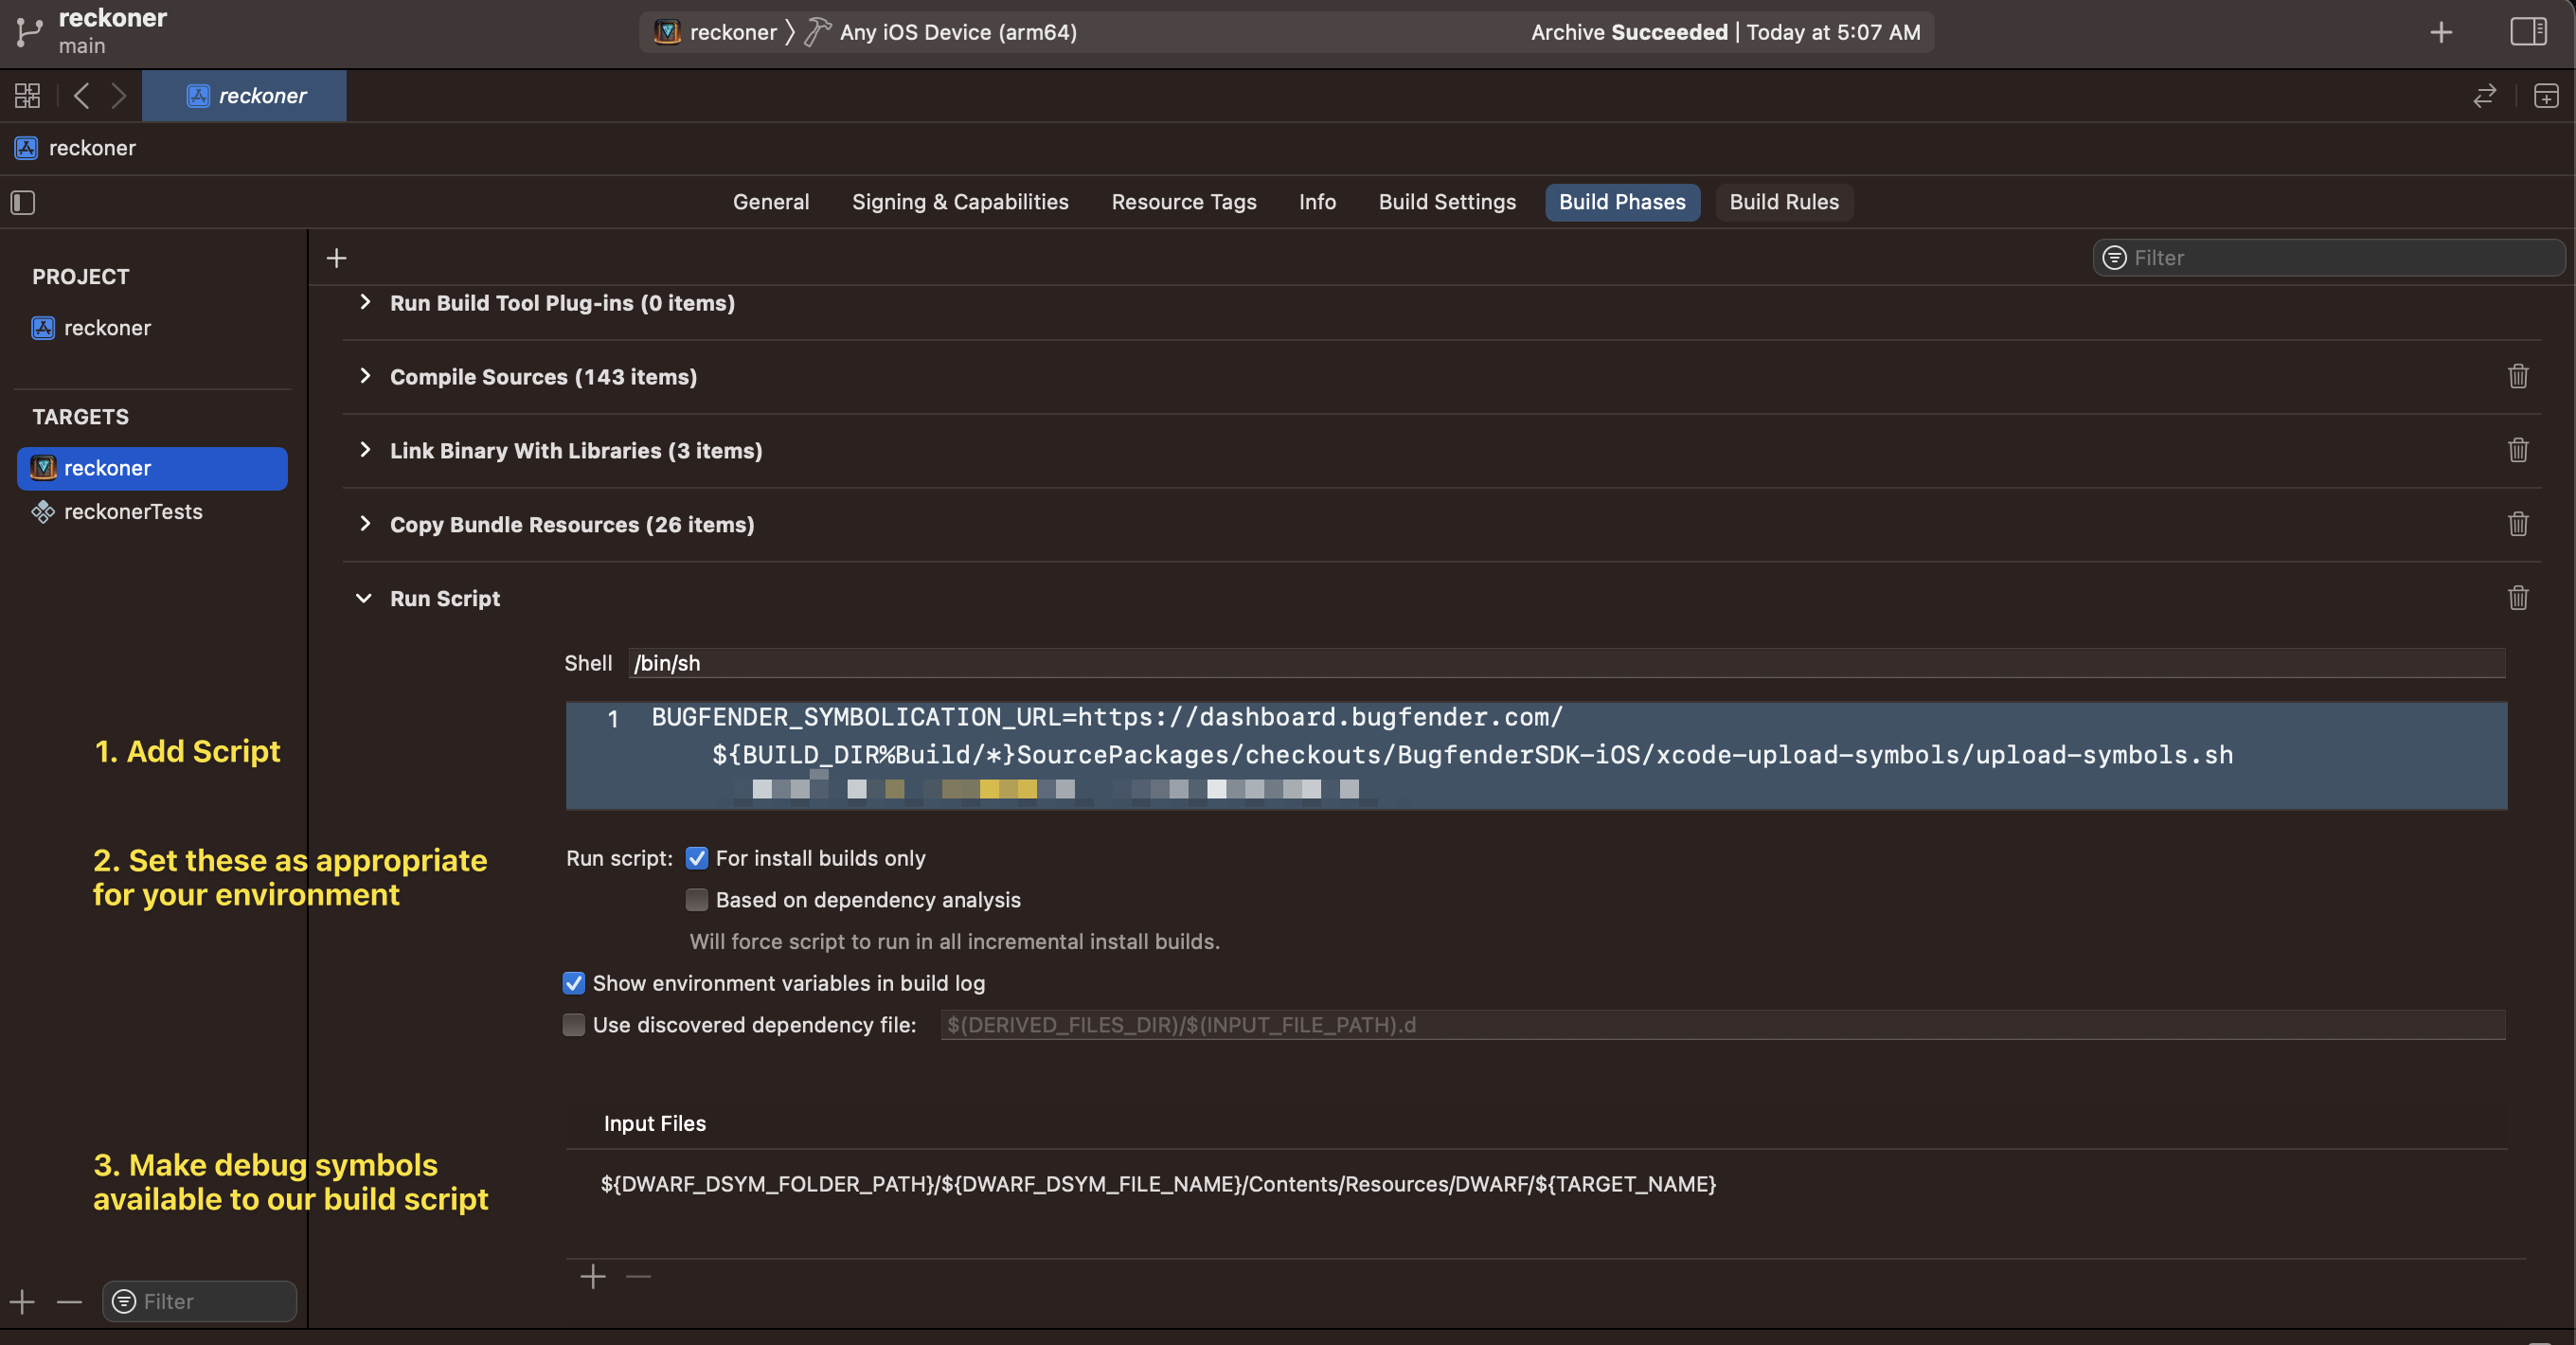 reckoner
main
reckoner 〉 Any iOS Device (arm64)
Archive Succeeded | Today at 5:07 AM
reckoner
reckoner
General
Signing & Capabilities
Resource Tags
Info
Build Settings
Build Phases
Build Rules
Filter
PROJECT
reckoner
TARGETS
reckoner
reckonerTests
Run Build Tool Plug-ins (0 items)
Compile Sources (143 items)
Link Binary With Libraries (3 items)
Copy Bundle Resources (26 items)
Run Script
Shell /bin/sh
1 BUGFENDER_SYMBOLICATION_URL=https://dashboard.bugfender.com/
${BUILD_DIR%Build/*}SourcePackages/checkouts/BugfenderSDK-iOS/xcode-upload-symbols/upload-symbols.sh
1. Add Script
2. Set these as appropriate
for your environment
Run script: For install builds only
Based on dependency analysis
Will force script to run in all incremental install builds.
Show environment variables in build log
Use discovered dependency file: $(DERIVED_FILES_DIR)/$(INPUT_FILE_PATH).d
Input Files
3. Make debug symbols
available to our build script
${DWARF_DSYM_FOLDER_PATH}/${DWARF_DSYM_FILE_NAME}/Contents/Resources/DWARF/${TARGET_NAME}
Filter